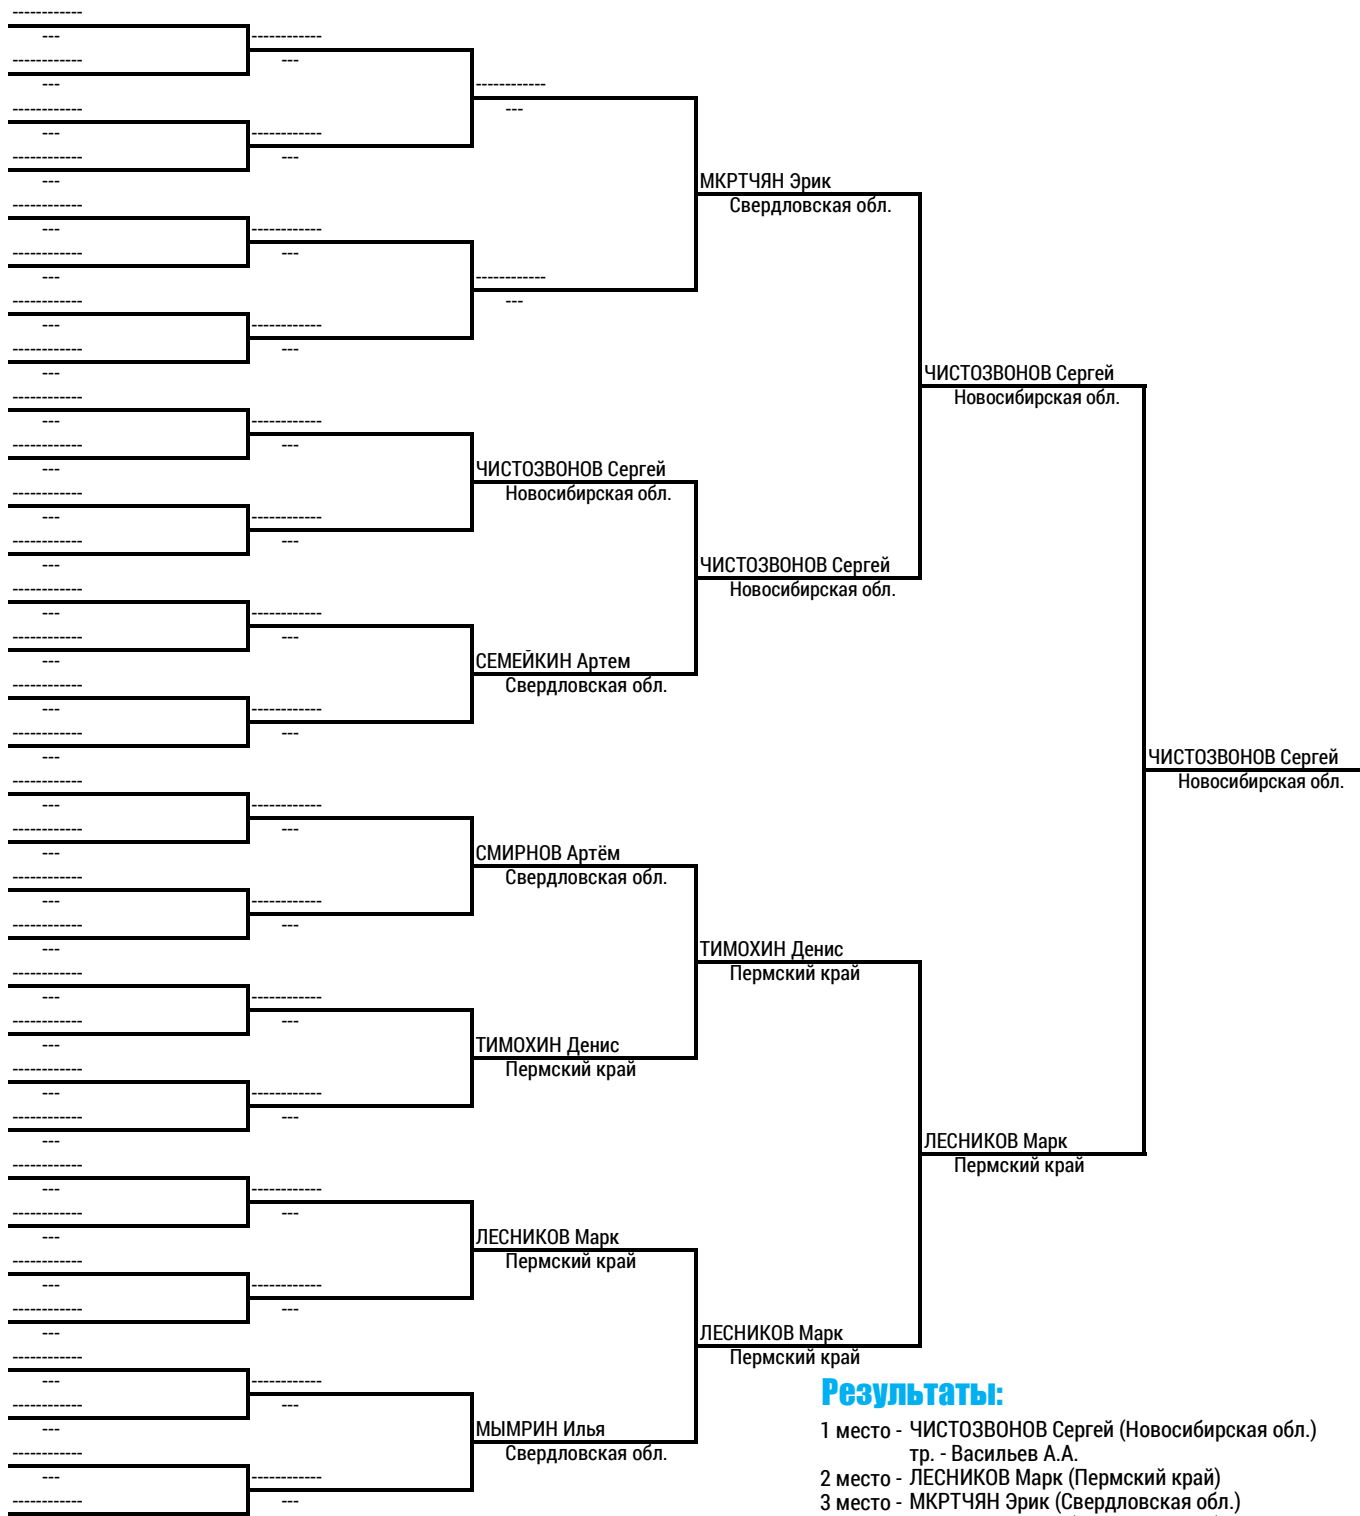 МКРТЧЯН Эрик
Свердловская обл.
ЧИСТОЗВОНОВ Сергей
Новосибирская обл.
ЧИСТОЗВОНОВ Сергей
Новосибирская обл.
ЧИСТОЗВОНОВ Сергей
Новосибирская обл.
СЕМЕЙКИН Артем
Свердловская обл.
ЧИСТОЗВОНОВ Сергей
Новосибирская обл.
СМИРНОВ Артём
Свердловская обл.
ТИМОХИН Денис
Пермский край
ТИМОХИН Денис
Пермский край
ЛЕСНИКОВ Марк
Пермский край
ЛЕСНИКОВ Марк
Пермский край
ЛЕСНИКОВ Марк
Пермский край
МЫМРИН Илья
Свердловская обл.
Результаты:
1 место - ЧИСТОЗВОНОВ Сергей (Новосибирская обл.)
тр. - Васильев А.А.
2 место - ЛЕСНИКОВ Марк (Пермский край)
3 место - МКРТЧЯН Эрик (Свердловская обл.)